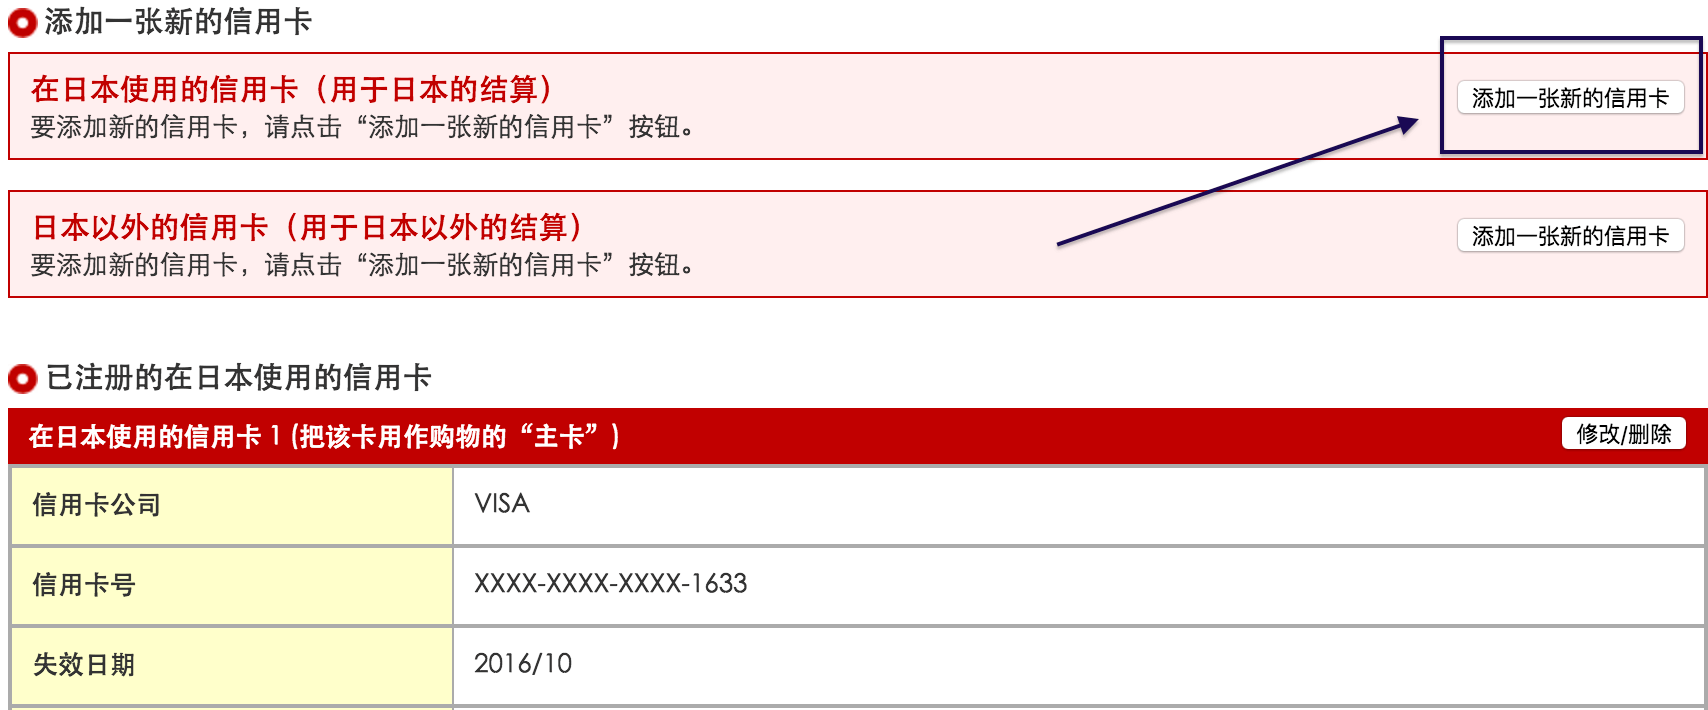 添加一张新的信用卡
在日本使用的信用卡（用于日本的结算）
添加一张新的信用卡
要添加新的信用卡，请点击“添加一张新的信用卡”按钮。
日本以外的信用卡（用于日本以外的结算）
添加一张新的信用卡
要添加新的信用卡，请点击“添加一张新的信用卡”按钮。
已注册的在日本使用的信用卡
在日本使用的信用卡 1 (把该卡用作购物的“主卡”)
修改/删除
信用卡公司 VISA
信用卡号 XXXX-XXXX-XXXX-1633
失效日期 2016/10